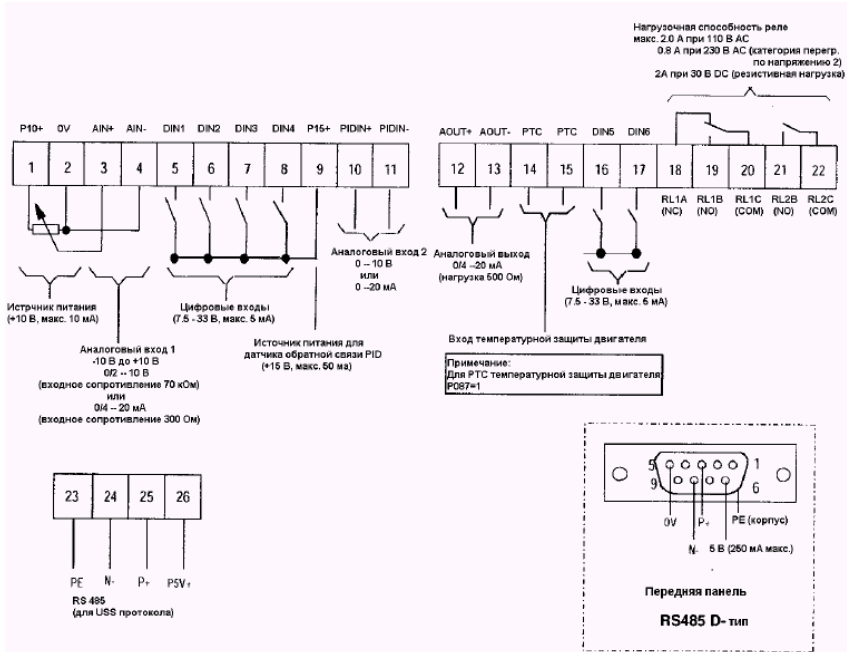 Нагрузочная способность реле
макс. 2.0 А при 110 В АС
0.8 А при 230 В АС (категория перегр.
по напряжению 2)
2А при 30 В DC (резистивная нагрузка)
P10+ 0V AIN+ AIN- DIN1 DIN2 DIN3 DIN4 P15+ PIDIN+ PIDIN-
1 2 3 4 5 6 7 8 9 10 11
AOUT+ AOUT- PTC PTC DIN5 DIN6
12 13 14 15 16 17 18 19 20 21 22
RL1A RL1B RL1C RL2B RL2C
(NC) (NO) (COM) (NO) (COM)
Аналоговый вход 2
0 – 10 В
или
0 –20 мА
Аналоговый выход
0/4 –20 мА
(нагрузка 500 Ом)
Цифровые входы
(7.5 - 33 В, макс. 5 мА)
Истрчник питания
(+10 В, макс. 10 мА)
Цифровые входы
(7.5 - 33 В, макс. 5 мА)
Аналоговый вход 1
-10 В до +10 В
0/2 – 10 В
(входное сопротивление 70 кОм)
или
0/4 – 20 мА
(входное сопротивление 300 Ом)
Источник питания для
датчика обратной связи PID
(+15 В, макс. 50 ма)
Вход температурной защиты двигателя
Примечание:
Для РТС температурной защиты двигателя
P087=1
23 24 25 26
PE N- P+ P5V+
RS 485
(для USS протокола)
5 1
9 6
0V P+ PE (корпус)
N- 5 В (250 мА макс.)
Передняя панель
RS485 D- тип